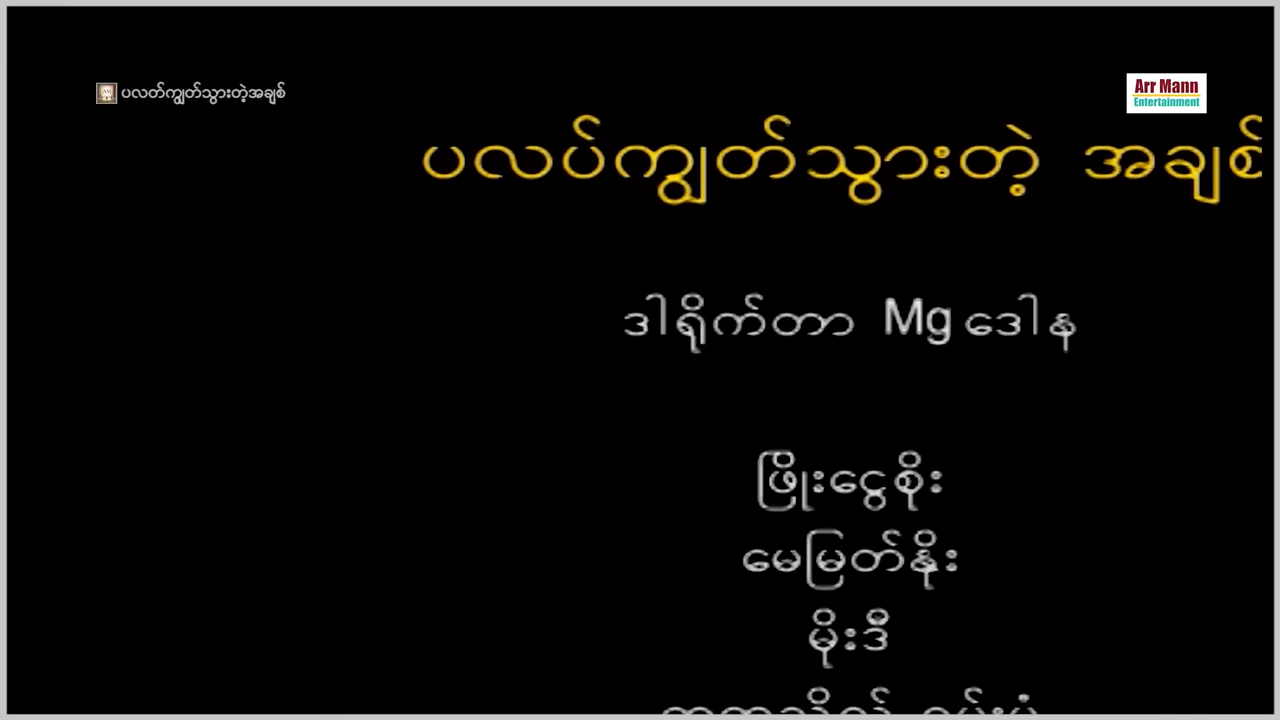 ပလတ်ကျွတ်သွားတဲ့အချစ်
Arr Mann
Entertainment
ပလပ်ကျွတ်သွားတဲ့ အချစ်
ဒါရိုက်တာ Mg ဒေါန
ဖြိုးငွေစိုး
မေမြတ်နိုး
မိုးဒီ